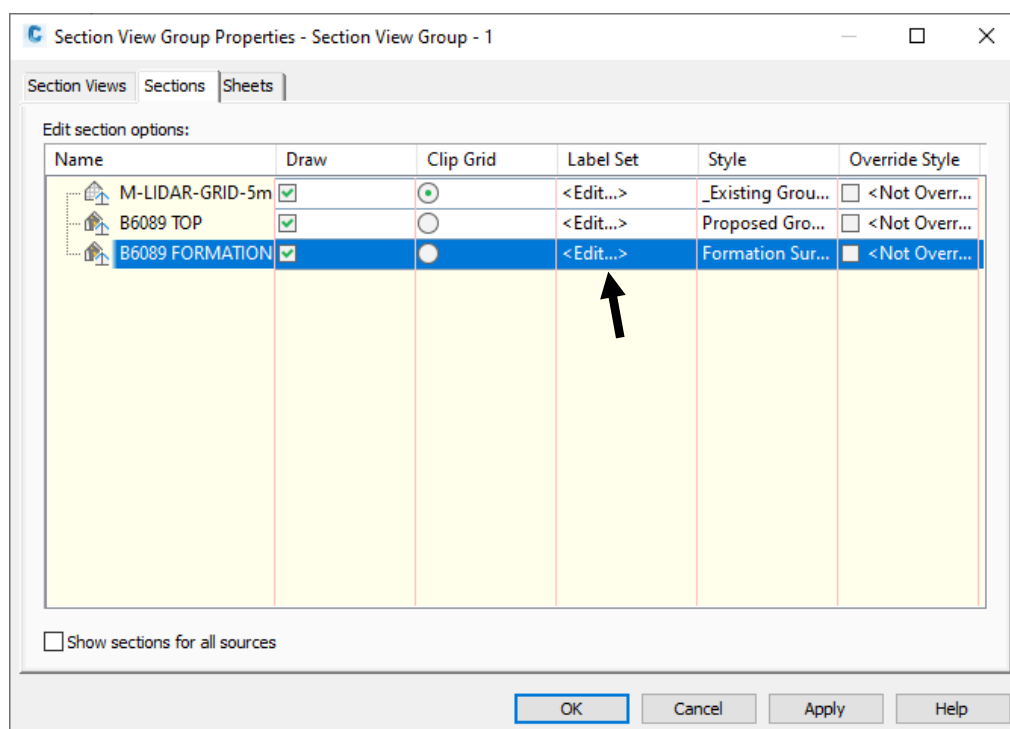 Section View Group Properties - Section View Group - 1
Section Views Sections Sheets
Edit section options:
Name Draw Clip Grid Label Set Style Override Style
M-LIDAR-GRID-5m <Edit...> _Existing Grou... <Not Overr...
B6089 TOP <Edit...> Proposed Gro... <Not Overr...
B6089 FORMATION <Edit...> Formation Sur... <Not Overr...
Show sections for all sources
OK Cancel Apply Help